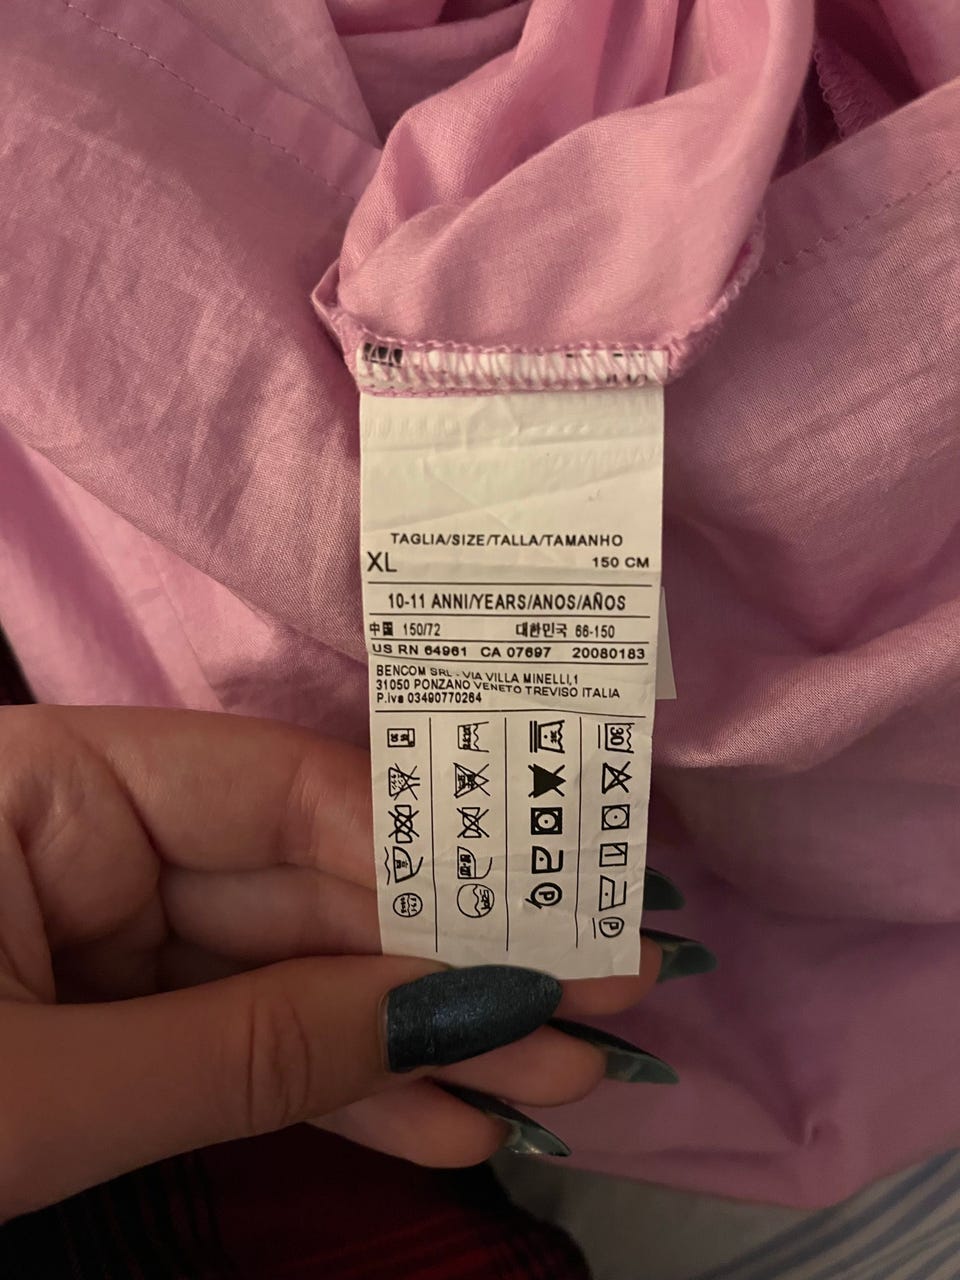 TAGLIA/SIZE/TALLA/TAMANHO
XL 150 CM
10-11 ANNI/YEARS/ANOS/AÑOS
中国 150/72 대한민국 66-150
US RN 64961 CA 07697 20080183
BENCOM SRL - VIA VILLA MINELLI,1
31050 PONZANO VENETO TREVISO ITALIA
P.iva 03490770264
30
P
P